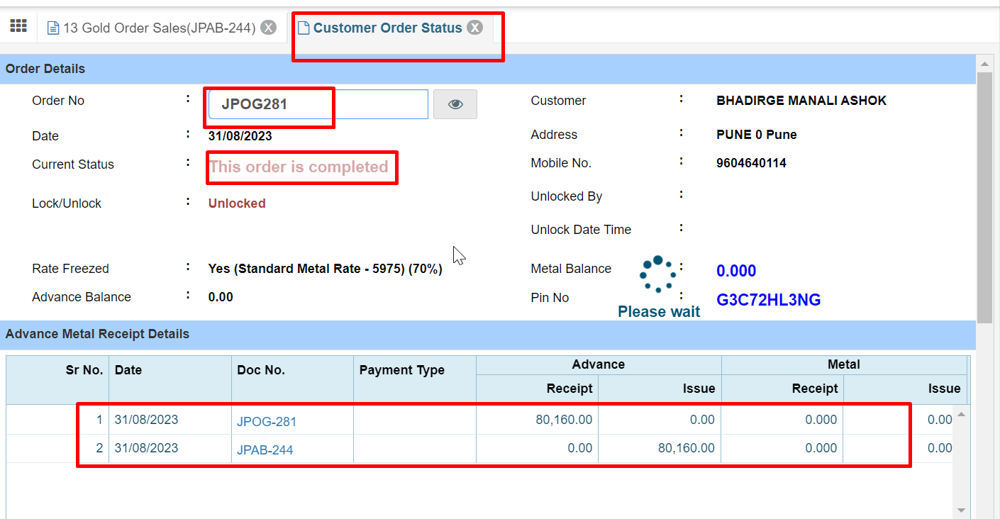 13 Gold Order Sales(JPAB-244) X Customer Order Status X
Order Details
Order No : JPOG281 Customer : BHADIRGE MANALI ASHOK
Date : 31/08/2023 Address : PUNE 0 Pune
Current Status : This order is completed Mobile No. : 9604640114
Lock/Unlock : Unlocked Unlocked By :
Unlock Date Time :
Rate Freezed : Yes (Standard Metal Rate - 5975) (70%) Metal Balance : 0.000
Advance Balance : 0.00 Pin No : G3C72HL3NG
Please wait
Advance Metal Receipt Details
Sr No. Date Doc No. Payment Type Advance Metal
Receipt Issue Receipt Issue
1 31/08/2023 JPOG-281 80,160.00 0.00 0.000 0.00
2 31/08/2023 JPAB-244 0.00 80,160.00 0.000 0.00